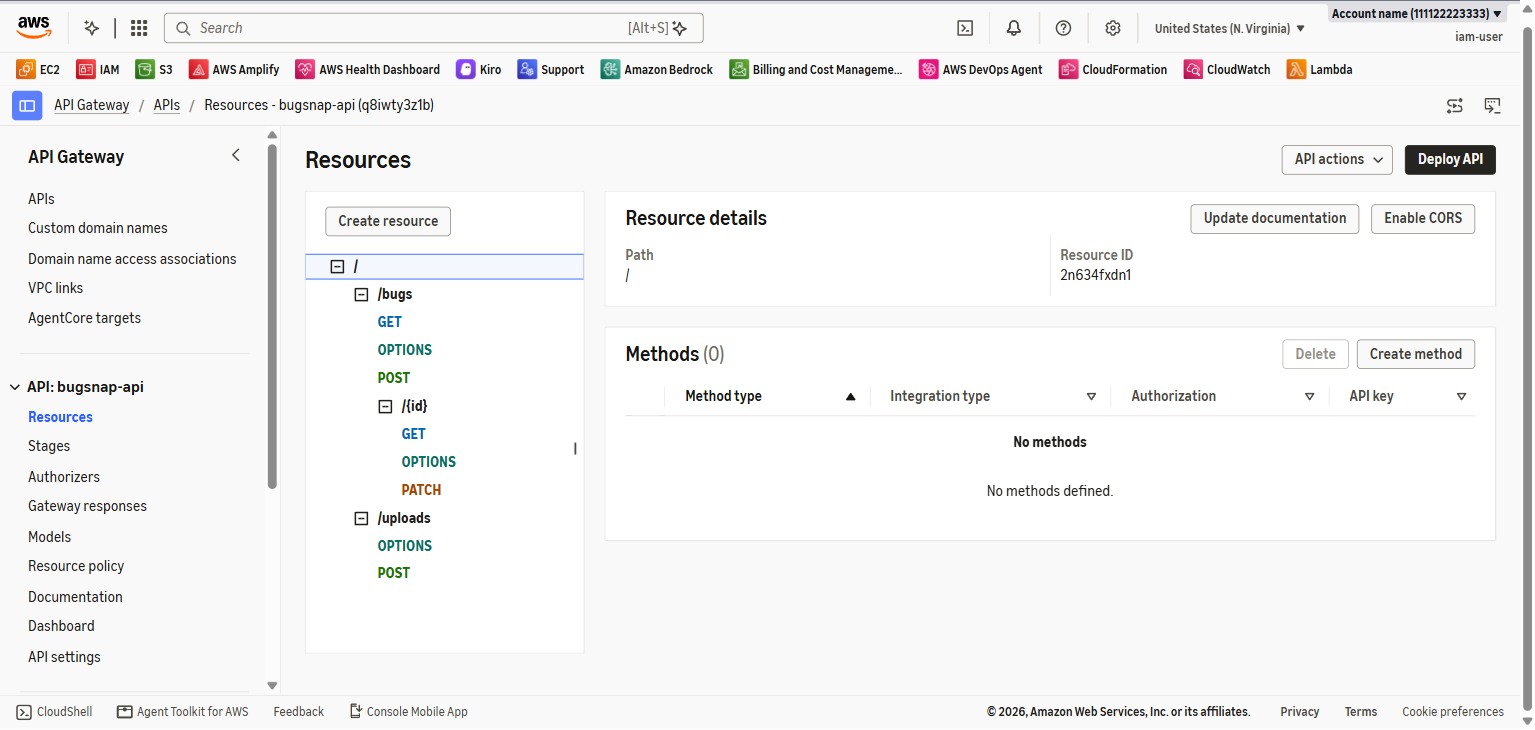 Account name (111122223333)
aws
Search [Alt+S]
United States (N. Virginia)
iam-user
EC2 IAM S3 AWS Amplify AWS Health Dashboard Kiro Support Amazon Bedrock Billing and Cost Manageme... AWS DevOps Agent CloudFormation CloudWatch Lambda
API Gateway / APIs / Resources - bugsnap-api (q8iwty3z1b)
API Gateway
APIs
Custom domain names
Domain name access associations
VPC links
AgentCore targets
API: bugsnap-api
Resources
Stages
Authorizers
Gateway responses
Models
Resource policy
Documentation
Dashboard
API settings
Resources
API actions Deploy API
Create resource
/
/bugs
GET
OPTIONS
POST
/{id}
GET
OPTIONS
PATCH
/uploads
OPTIONS
POST
Resource details
Update documentation Enable CORS
Path
/
Resource ID
2n634fxdn1
Methods (0)
Delete Create method
Method type Integration type Authorization API key
No methods
No methods defined.
CloudShell Agent Toolkit for AWS Feedback Console Mobile App
© 2026, Amazon Web Services, Inc. or its affiliates. Privacy Terms Cookie preferences